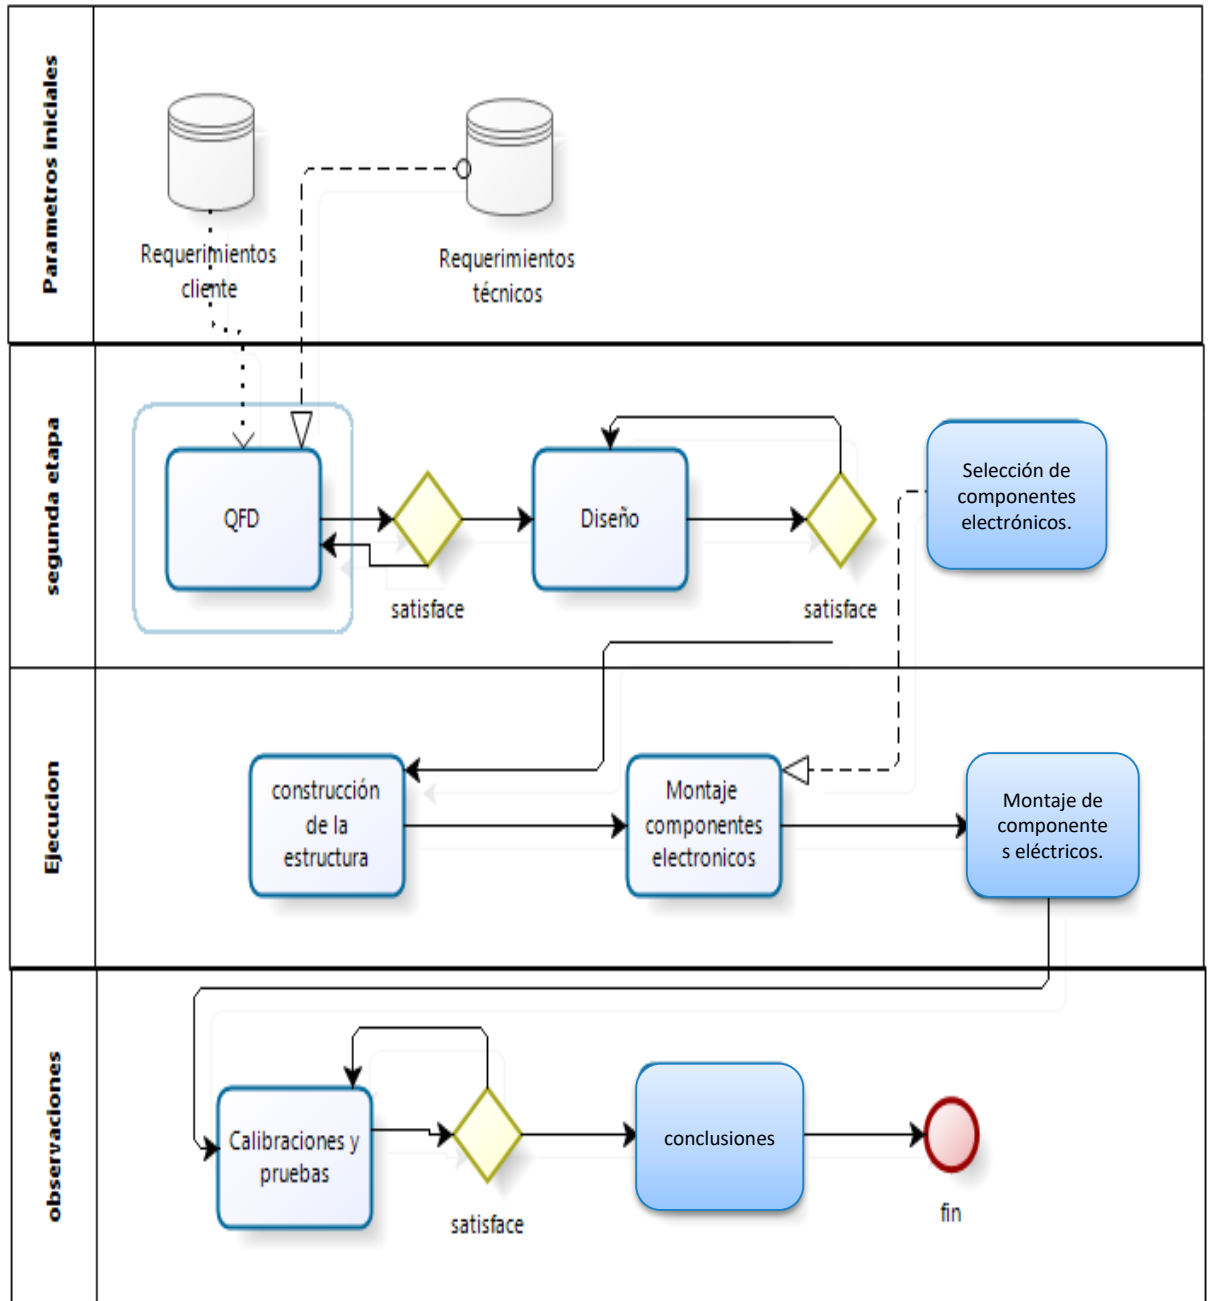 Parametros iniciales
Requerimientos
cliente
Requerimientos
técnicos
segunda etapa
QFD
satisface
Diseño
satisface
Selección de
componentes
electrónicos.
Ejecucion
construcción
de la
estructura
Montaje
componentes
electronicos
Montaje de
componente
s eléctricos.
observaciones
Calibraciones y
pruebas
satisface
conclusiones
fin